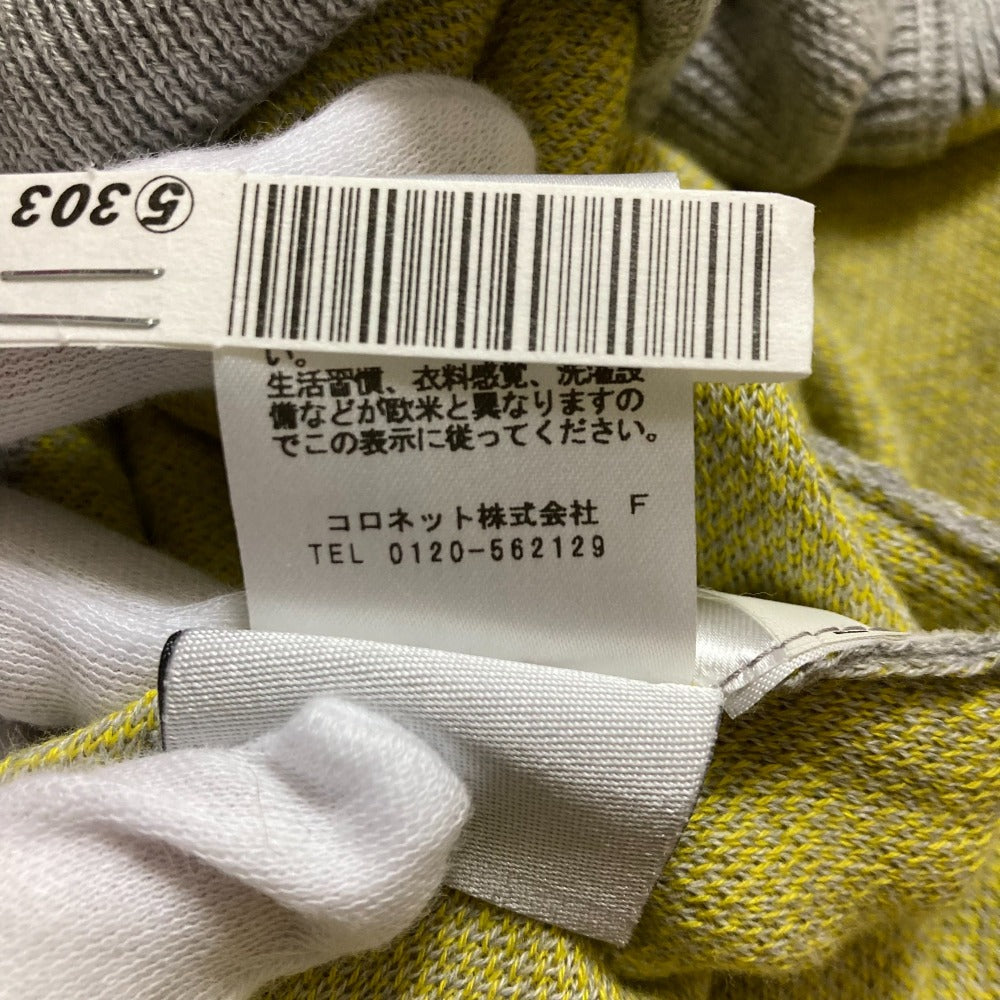 ⑤303
い。
生活習慣、衣料感覚、洗濯設
備などが欧米と異なりますの
でこの表示に従ってください。
コロネット株式会社 F
TEL 0120-562129